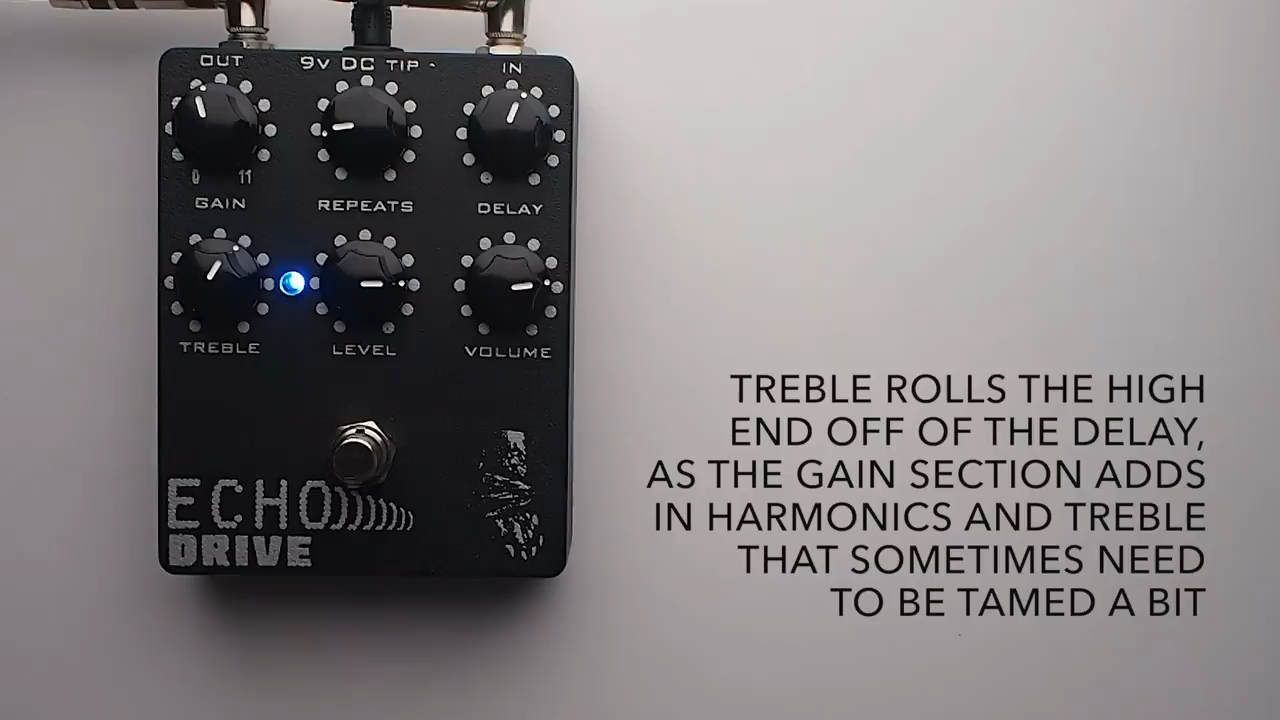 OUT 9V DC TIP - IN
0 11
GAIN REPEATS DELAY
TREBLE LEVEL VOLUME
ECHO
DRIVE
TREBLE ROLLS THE HIGH
END OFF OF THE DELAY,
AS THE GAIN SECTION ADDS
IN HARMONICS AND TREBLE
THAT SOMETIMES NEED
TO BE TAMED A BIT